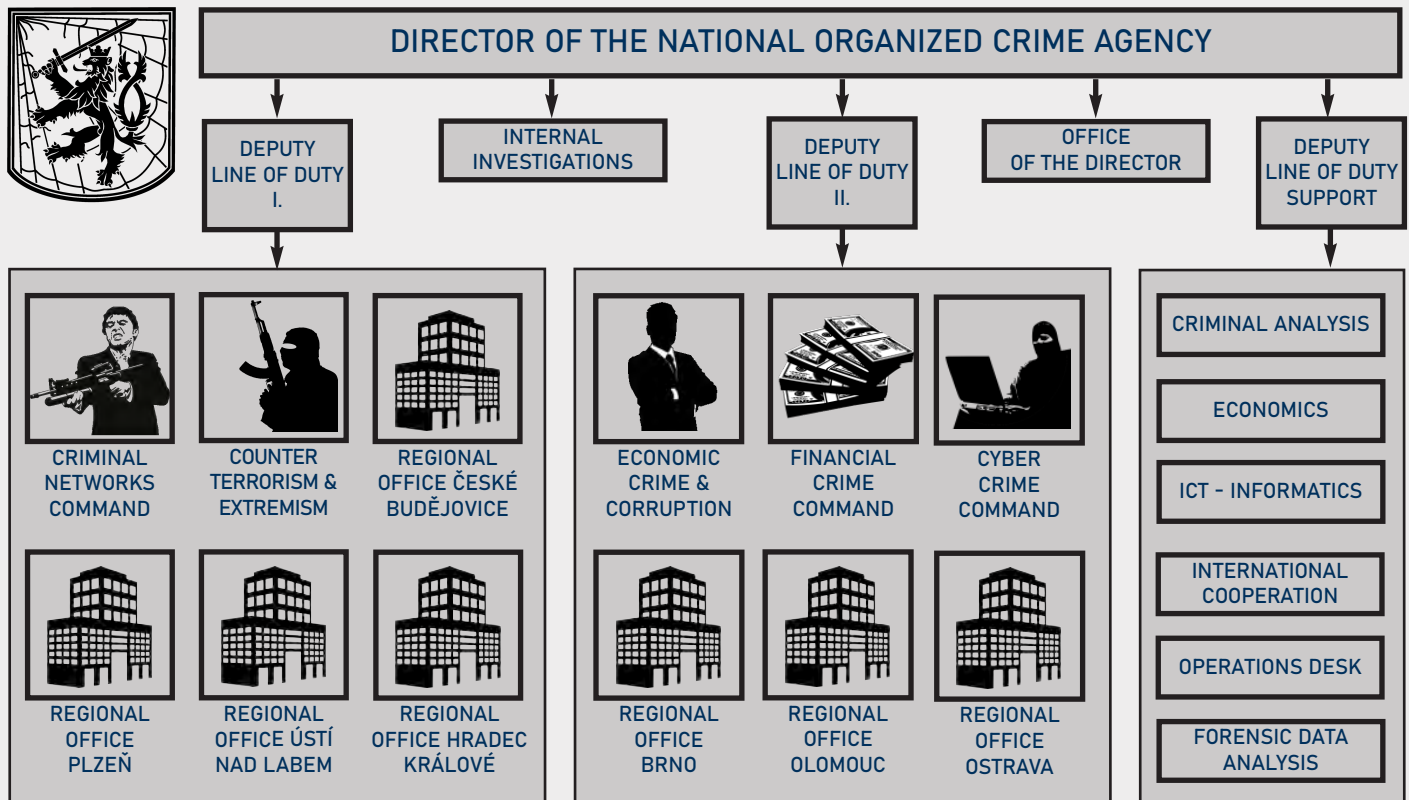 DIRECTOR OF THE NATIONAL ORGANIZED CRIME AGENCY
DEPUTY
LINE OF DUTY
I.
INTERNAL
INVESTIGATIONS
DEPUTY
LINE OF DUTY
II.
OFFICE
OF THE DIRECTOR
DEPUTY
LINE OF DUTY
SUPPORT
CRIMINAL
NETWORKS
COMMAND
COUNTER
TERRORISM &
EXTREMISM
REGIONAL
OFFICE ČESKÉ
BUDĚJOVICE
REGIONAL
OFFICE
PLZEŇ
REGIONAL
OFFICE ÚSTÍ
NAD LABEM
REGIONAL
OFFICE HRADEC
KRÁLOVÉ
ECONOMIC
CRIME &
CORRUPTION
FINANCIAL
CRIME
COMMAND
CYBER
CRIME
COMMAND
REGIONAL
OFFICE
BRNO
REGIONAL
OFFICE
OLOMOUC
REGIONAL
OFFICE
OSTRAVA
CRIMINAL ANALYSIS
ECONOMICS
ICT - INFORMATICS
INTERNATIONAL
COOPERATION
OPERATIONS DESK
FORENSIC DATA
ANALYSIS